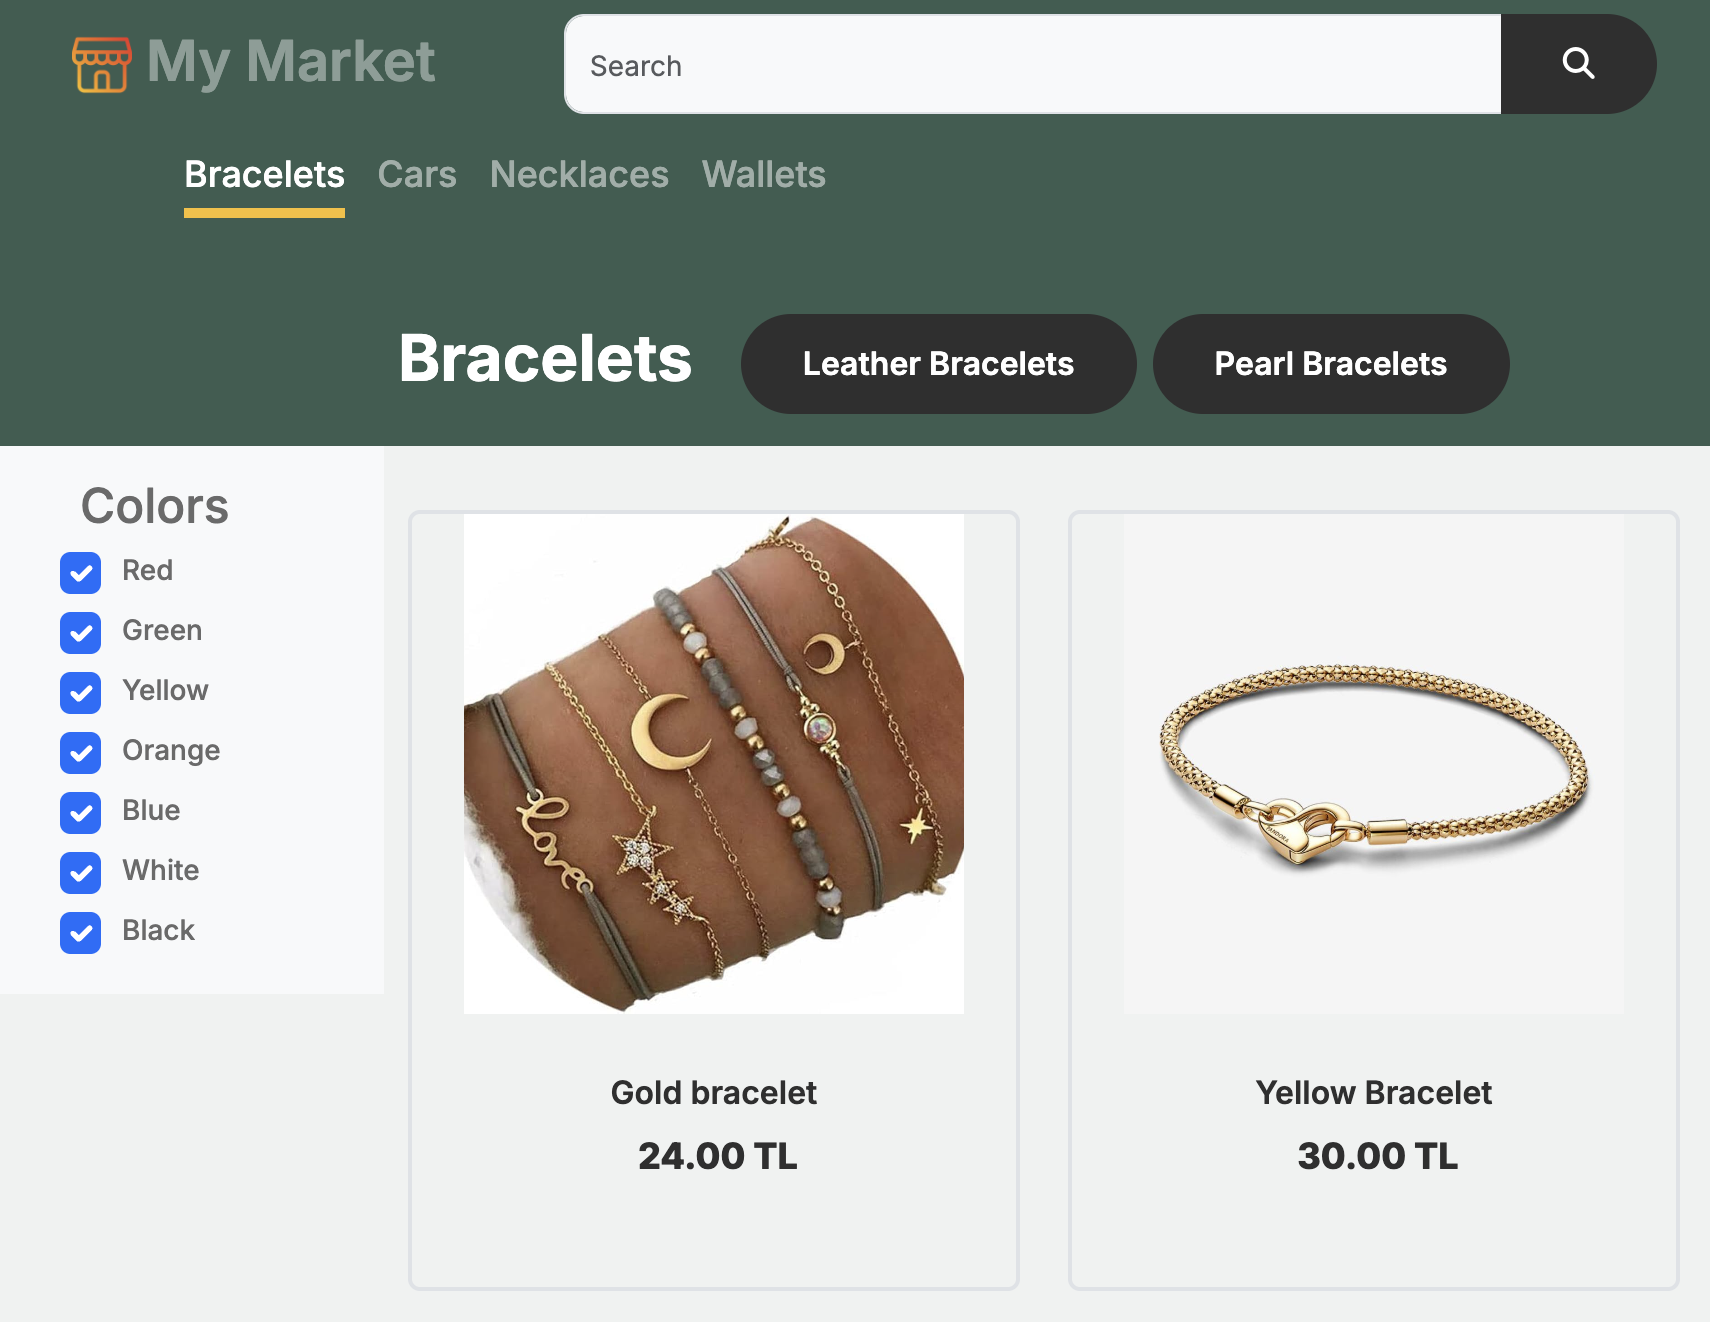 My Market
Search
Bracelets Cars Necklaces Wallets
Bracelets Leather Bracelets Pearl Bracelets
Colors
Red
Green
Yellow
Orange
Blue
White
Black
love
PANDORA
Gold bracelet
24.00 TL
Yellow Bracelet
30.00 TL